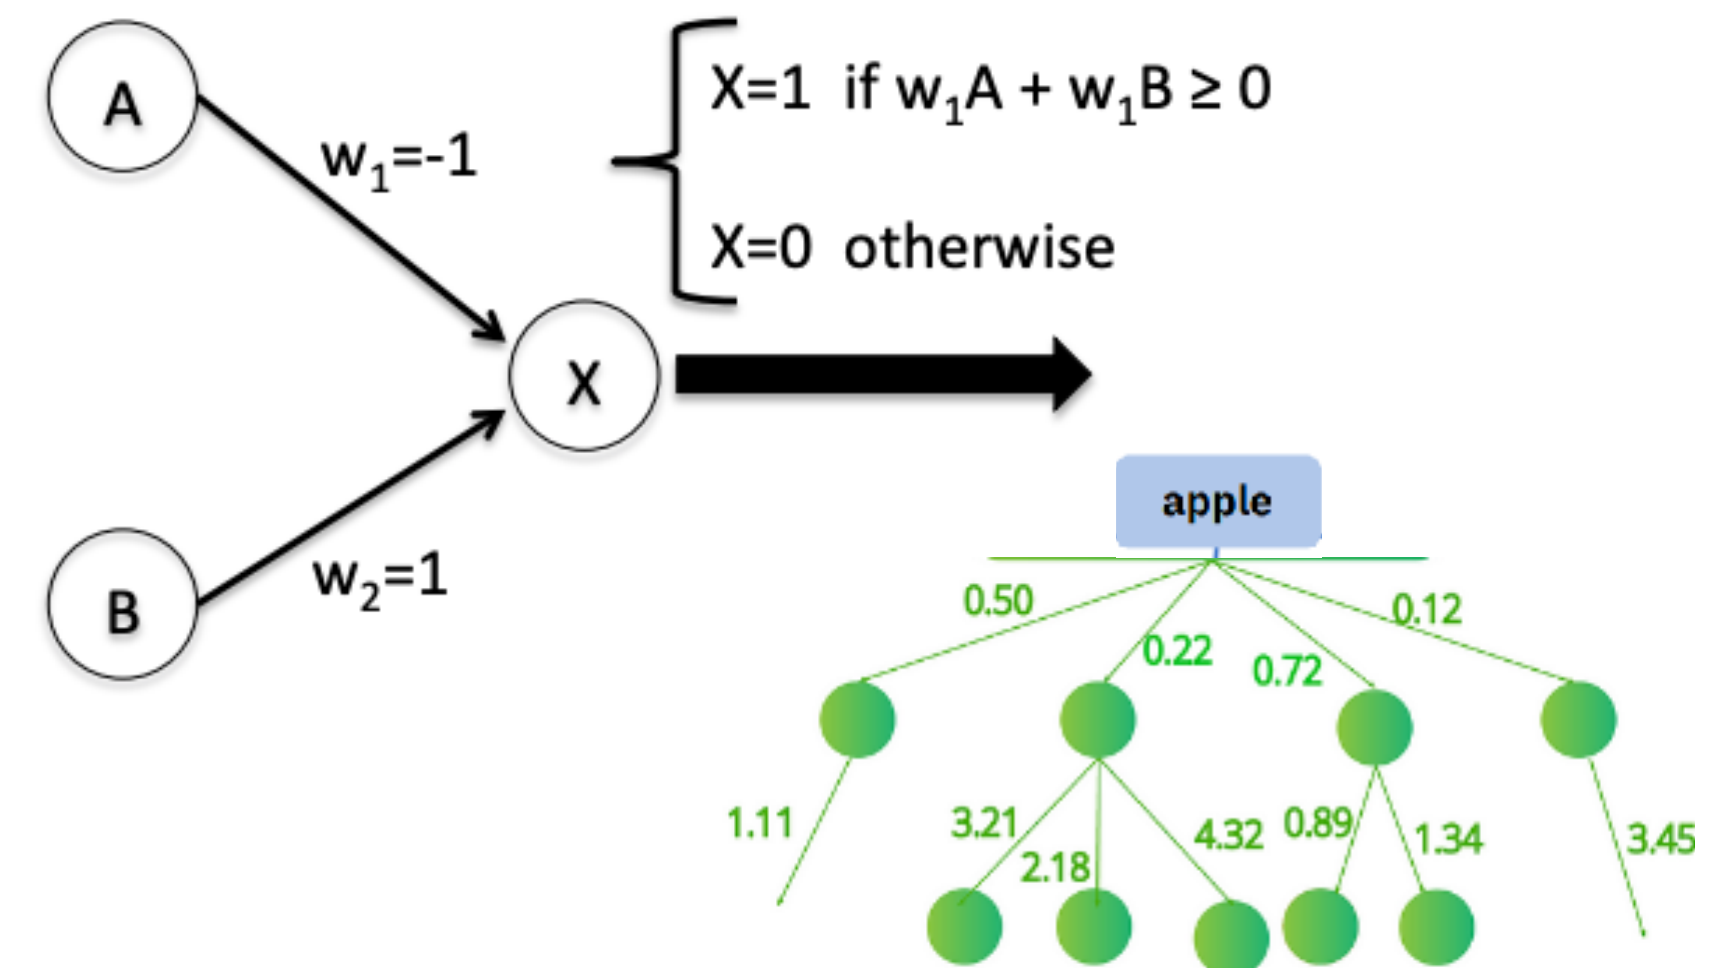 A
w₁=-1
X=1 if w₁A + w₁B ≥ 0
X=0 otherwise
X
B
w₂=1
apple
0.50
0.22
0.72
0.12
1.11
3.21
2.18
4.32
0.89
1.34
3.45